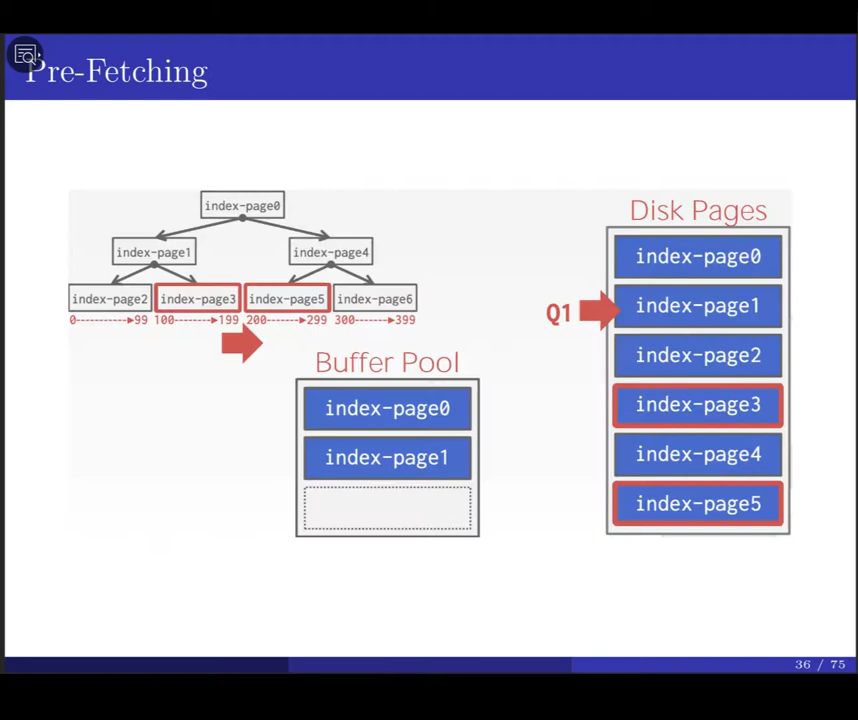 Pre-Fetching
index-page0
index-page1 index-page4
index-page2 index-page3 index-page5 index-page6
0--------▸99 100-------▸199 200-------▸299 300-------▸399
Buffer Pool
index-page0
index-page1
Disk Pages
index-page0
Q1
index-page1
index-page2
index-page3
index-page4
index-page5
36 / 75